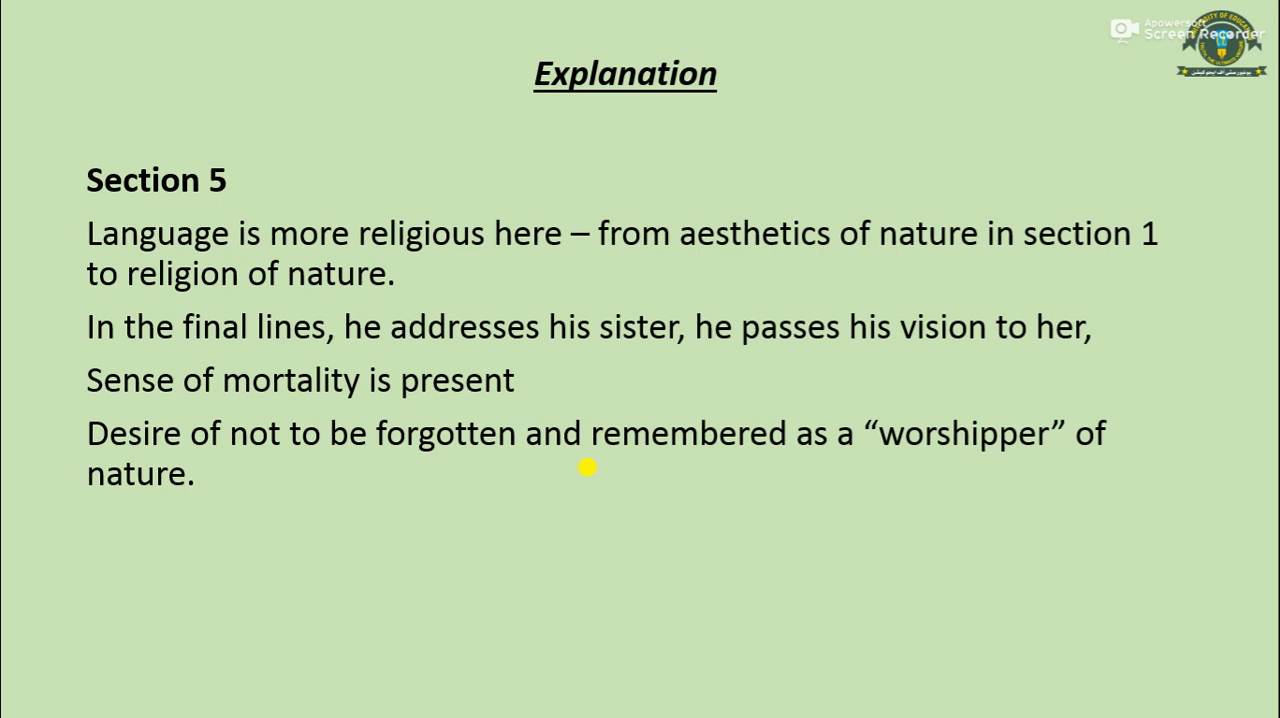 Apowersoft
Screen Recorder
Explanation
Section 5
Language is more religious here – from aesthetics of nature in section 1
to religion of nature.
In the final lines, he addresses his sister, he passes his vision to her,
Sense of mortality is present
Desire of not to be forgotten and remembered as a “worshipper” of
nature.